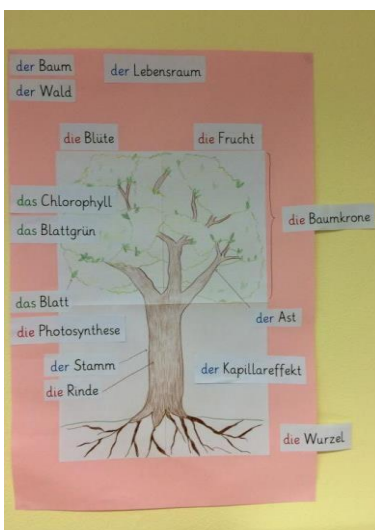 der Baum
der Lebensraum
der Wald
die Blüte
die Frucht
das Chlorophyll
die Baumkrone
das Blattgrün
das Blatt
der Ast
die Photosynthese
der Stamm
der Kapillareffekt
die Rinde
die Wurzel